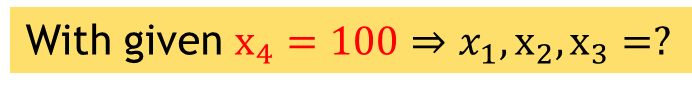 With given x₄ = 100 ⇒ x₁, x₂, x₃ =?